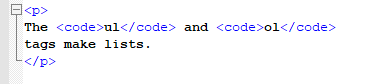 <p>
The <code>ul</code> and <code>ol</code>
tags make lists.
</p>